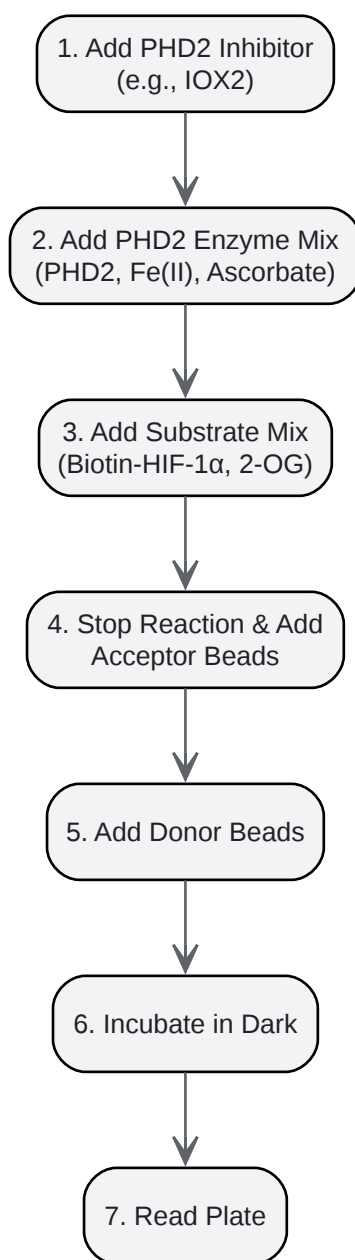 1. Add PHD2 Inhibitor
(e.g., IOX2)
2. Add PHD2 Enzyme Mix
(PHD2, Fe(II), Ascorbate)
3. Add Substrate Mix
(Biotin-HIF-1α, 2-OG)
4. Stop Reaction & Add
Acceptor Beads
5. Add Donor Beads
6. Incubate in Dark
7. Read Plate